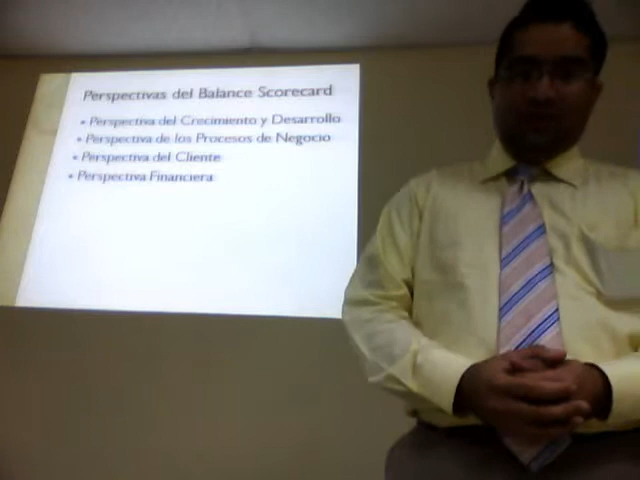 Perspectivas del Balance Scorecard
• Perspectiva del Crecimiento y Desarrollo
• Perspectiva de los Procesos de Negocio
• Perspectiva del Cliente
• Perspectiva Financiera